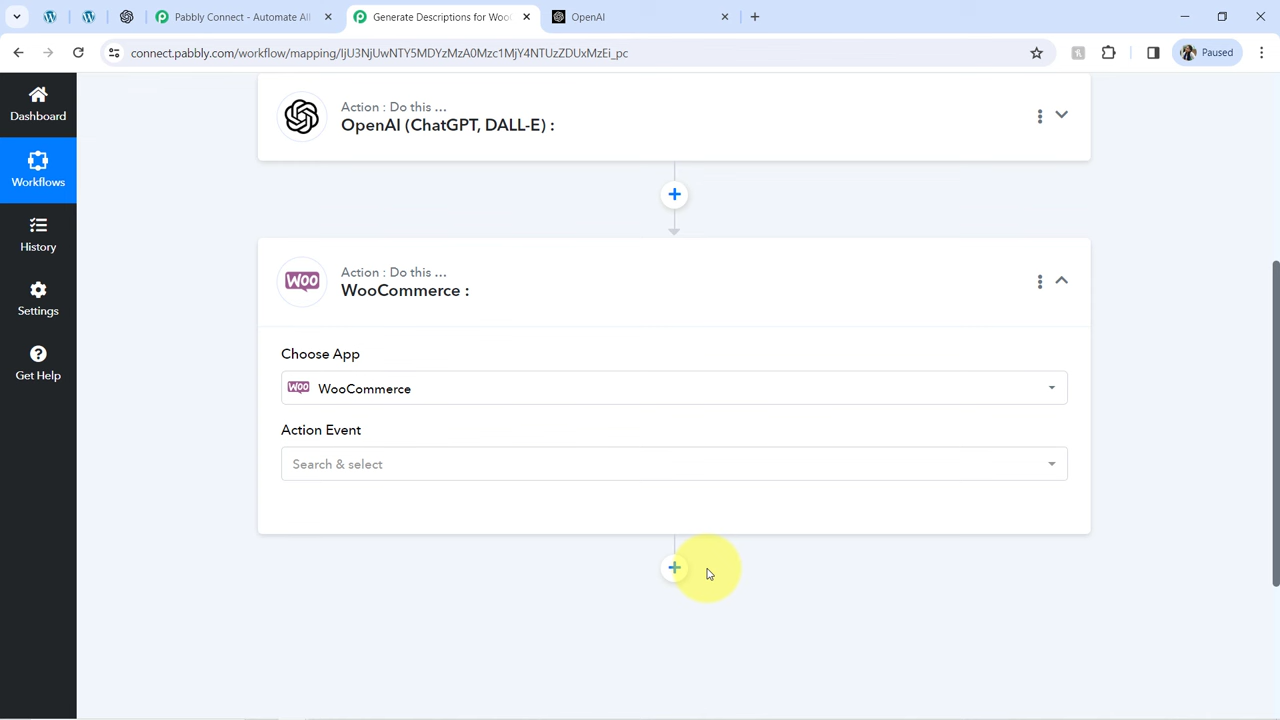 Pabbly Connect - Automate All
Generate Descriptions for Woo
OpenAI
connect.pabbly.com/workflow/mapping/IjU3NjUwNTY5MDYzMzA0Mzc1MjY4NTUzZDUxMzEi_pc
Paused
Dashboard
Workflows
History
Settings
Get Help
Action : Do this ...
OpenAI (ChatGPT, DALL-E) :
Action : Do this ...
WooCommerce :
Choose App
WooCommerce
Action Event
Search & select